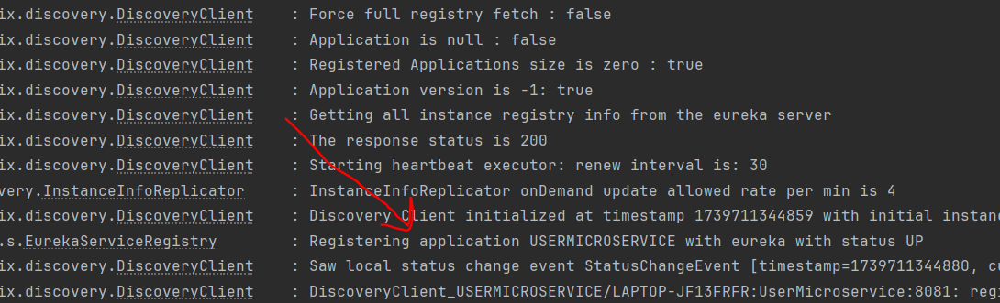 ix.discovery.DiscoveryClient : Force full registry fetch : false
ix.discovery.DiscoveryClient : Application is null : false
ix.discovery.DiscoveryClient : Registered Applications size is zero : true
ix.discovery.DiscoveryClient : Application version is -1: true
ix.discovery.DiscoveryClient : Getting all instance registry info from the eureka server
ix.discovery.DiscoveryClient : The response status is 200
ix.discovery.DiscoveryClient : Starting heartbeat executor: renew interval is: 30
very.InstanceInfoReplicator : InstanceInfoReplicator onDemand update allowed rate per min is 4
ix.discovery.DiscoveryClient : Discovery Client initialized at timestamp 1739711344859 with initial instanc
.s.EurekaServiceRegistry : Registering application USERMICROSERVICE with eureka with status UP
ix.discovery.DiscoveryClient : Saw local status change event StatusChangeEvent [timestamp=1739711344880, cu
ix.discovery.DiscoveryClient : DiscoveryClient_USERMICROSERVICE/LAPTOP-JF13FRFR:UserMicroservice:8081: regi